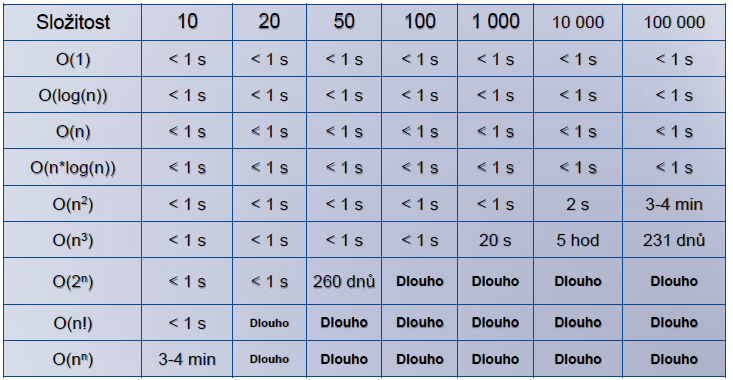 Složitost 10 20 50 100 1 000 10 000 100 000
O(1) < 1 s < 1 s < 1 s < 1 s < 1 s < 1 s < 1 s
O(log(n)) < 1 s < 1 s < 1 s < 1 s < 1 s < 1 s < 1 s
O(n) < 1 s < 1 s < 1 s < 1 s < 1 s < 1 s < 1 s
O(n*log(n)) < 1 s < 1 s < 1 s < 1 s < 1 s < 1 s < 1 s
O(n²) < 1 s < 1 s < 1 s < 1 s < 1 s 2 s 3-4 min
O(n³) < 1 s < 1 s < 1 s < 1 s 20 s 5 hod 231 dnů
O(2ⁿ) < 1 s < 1 s 260 dnů Dlouho Dlouho Dlouho Dlouho
O(n!) < 1 s Dlouho Dlouho Dlouho Dlouho Dlouho Dlouho
O(nⁿ) 3-4 min Dlouho Dlouho Dlouho Dlouho Dlouho Dlouho